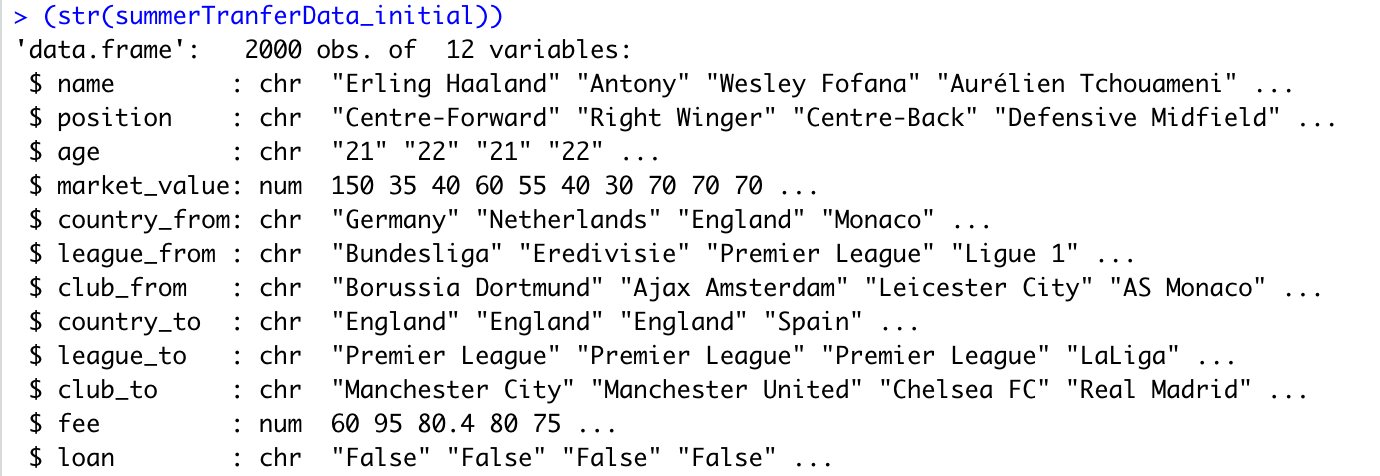 > (str(summerTranferData_initial))
'data.frame':   2000 obs. of  12 variables:
 $ name        : chr  "Erling Haaland" "Antony" "Wesley Fofana" "Aurélien Tchouameni" ...
 $ position    : chr  "Centre-Forward" "Right Winger" "Centre-Back" "Defensive Midfield" ...
 $ age         : chr  "21" "22" "21" "22" ...
 $ market_value: num  150 35 40 60 55 40 30 70 70 70 ...
 $ country_from: chr  "Germany" "Netherlands" "England" "Monaco" ...
 $ league_from : chr  "Bundesliga" "Eredivisie" "Premier League" "Ligue 1" ...
 $ club_from   : chr  "Borussia Dortmund" "Ajax Amsterdam" "Leicester City" "AS Monaco" ...
 $ country_to  : chr  "England" "England" "England" "Spain" ...
 $ league_to   : chr  "Premier League" "Premier League" "Premier League" "LaLiga" ...
 $ club_to     : chr  "Manchester City" "Manchester United" "Chelsea FC" "Real Madrid" ...
 $ fee         : num  60 95 80.4 80 75 ...
 $ loan        : chr  "False" "False" "False" "False" ...